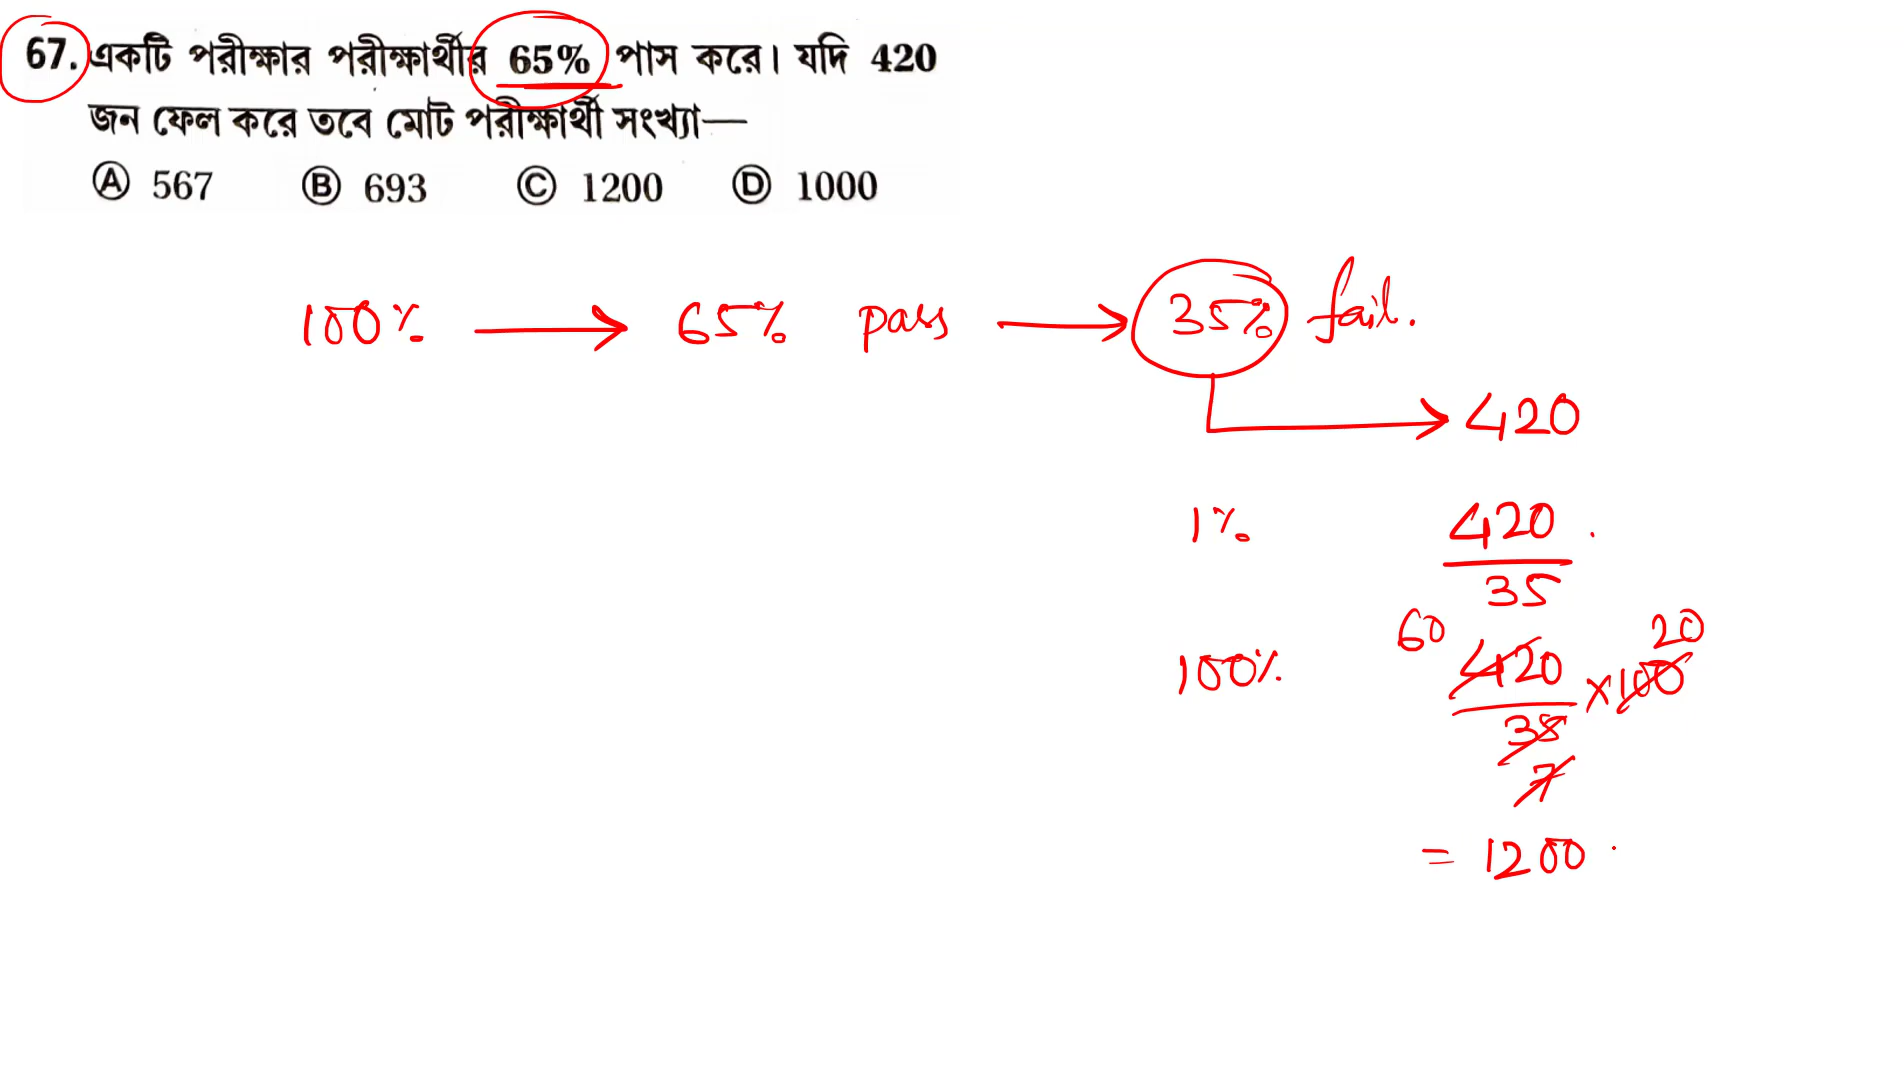 67. একটি পরীক্ষার পরীক্ষার্থীর 65% পাস করে। যদি 420
জন ফেল করে তবে মোট পরীক্ষার্থী সংখ্যা—
Ⓐ 567 Ⓑ 693 Ⓒ 1200 Ⓓ 1000
100% → 65% pass → 35% fail.
→ 420
1% 420
35
60 20
100% 420 × 100
35
7
= 1200